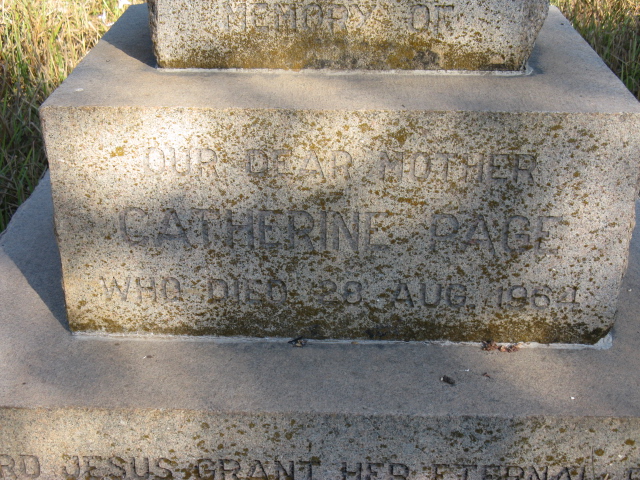 MEMORY OF
OUR DEAR MOTHER
CATHERINE PAGE
WHO DIED 28 AUG. 1964
JESUS GRANT HER ETERNAL